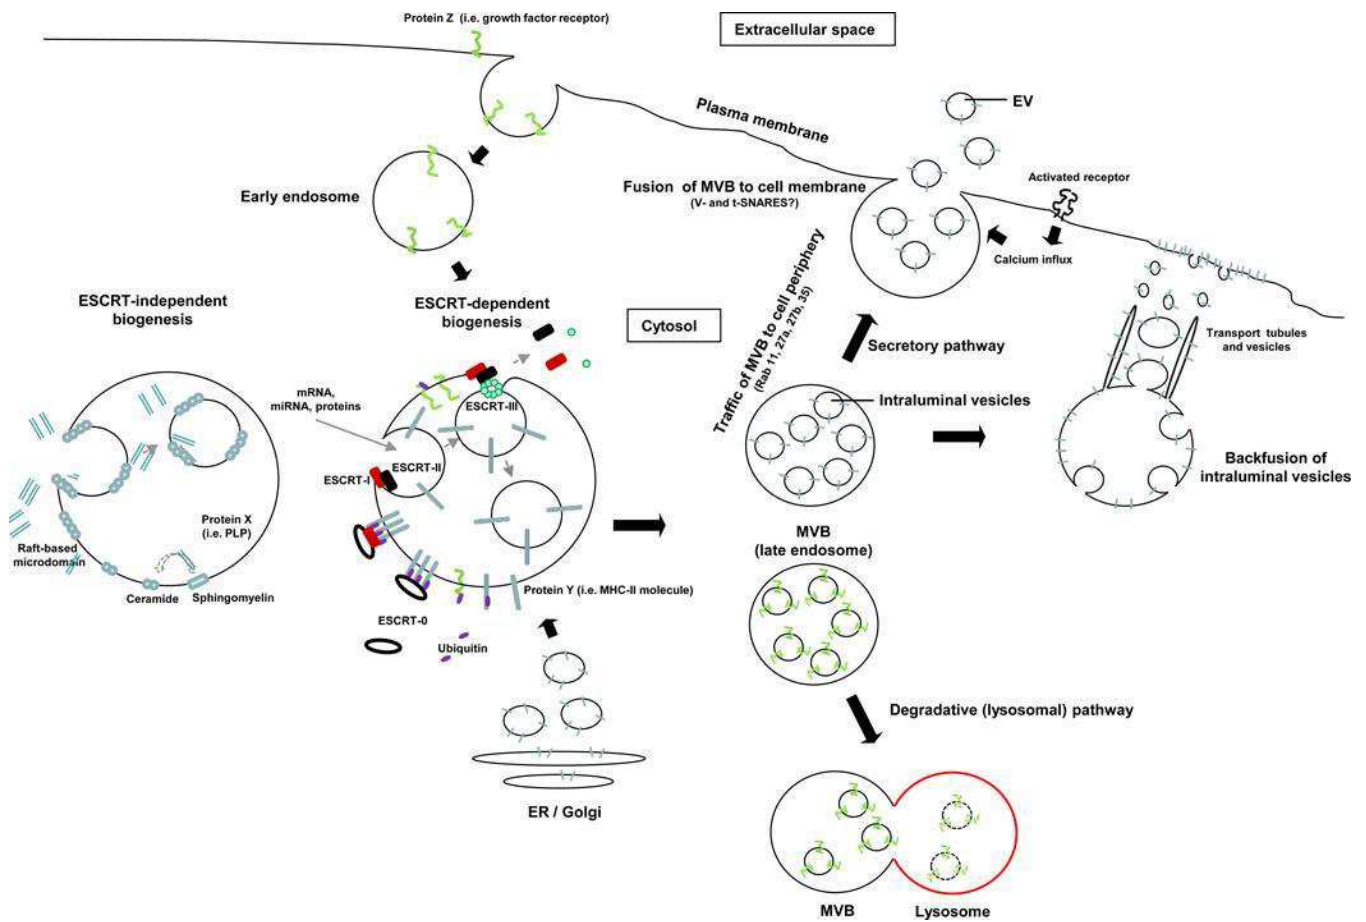 Protein Z (i.e. growth factor receptor)
Extracellular space
EV
Plasma membrane
Early endosome
Fusion of MVB to cell membrane
(V- and t-SNARES?)
Activated receptor
Calcium influx
ESCRT-independent
biogenesis
ESCRT-dependent
biogenesis
Cytosol
Traffic of MVB to cell periphery
(Rab 11, 27a, 27b, 35)
Secretory pathway
Transport tubules
and vesicles
mRNA,
miRNA, proteins
ESCRT-III
Intraluminal vesicles
ESCRT-II
ESCRT-I
Backfusion of
intraluminal vesicles
Protein X
(i.e. PLP)
Raft-based
microdomain
MVB
(late endosome)
Ceramide
Sphingomyelin
Protein Y (i.e. MHC-II molecule)
ESCRT-0
Ubiquitin
Degradative (lysosomal) pathway
ER / Golgi
MVB
Lysosome